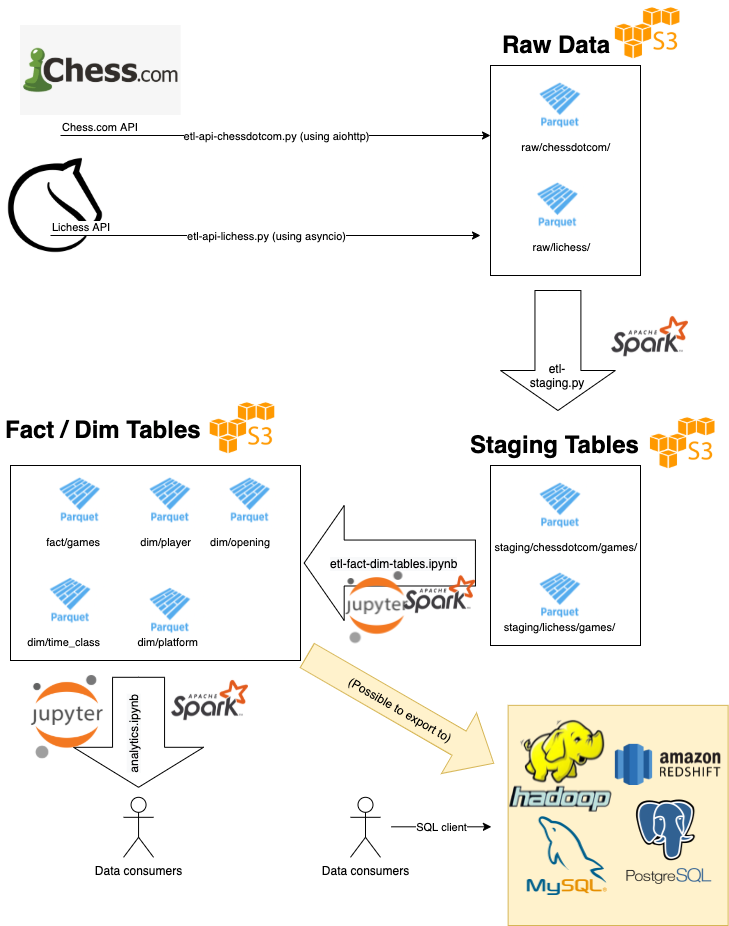 Chess.com
Chess.com API
etl-api-chessdotcom.py (using aiohttp)
Raw Data
S3
Parquet
raw/chessdotcom/
Parquet
raw/lichess/
Lichess API
etl-api-lichess.py (using asyncio)
etl-
staging.py
APACHE
Spark
Fact / Dim Tables
S3
Parquet
fact/games
Parquet
dim/player
Parquet
dim/opening
Parquet
dim/time_class
Parquet
dim/platform
Staging Tables
S3
Parquet
staging/chessdotcom/games/
Parquet
staging/lichess/games/
etl-fact-dim-tables.ipynb
jupyter
APACHE
Spark
jupyter
analytics.ipynb
APACHE
Spark
(Possible to export to)
Data consumers
Data consumers
SQL client
hadoop
amazon
REDSHIFT
MySQL®
PostgreSQL